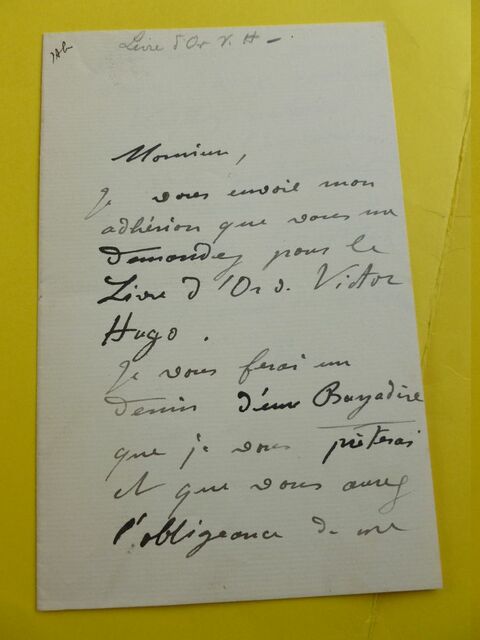 Livre d'Or V. H -
Monsieur,
Je vous envoie mon
adhésion que vous me
demandez pour le
Livre d'Or d. Victor
Hugo.
Je vous ferai un
dessin d'une Bayadère
que je vous prêterai
et que vous aurez
l'obligeance de me